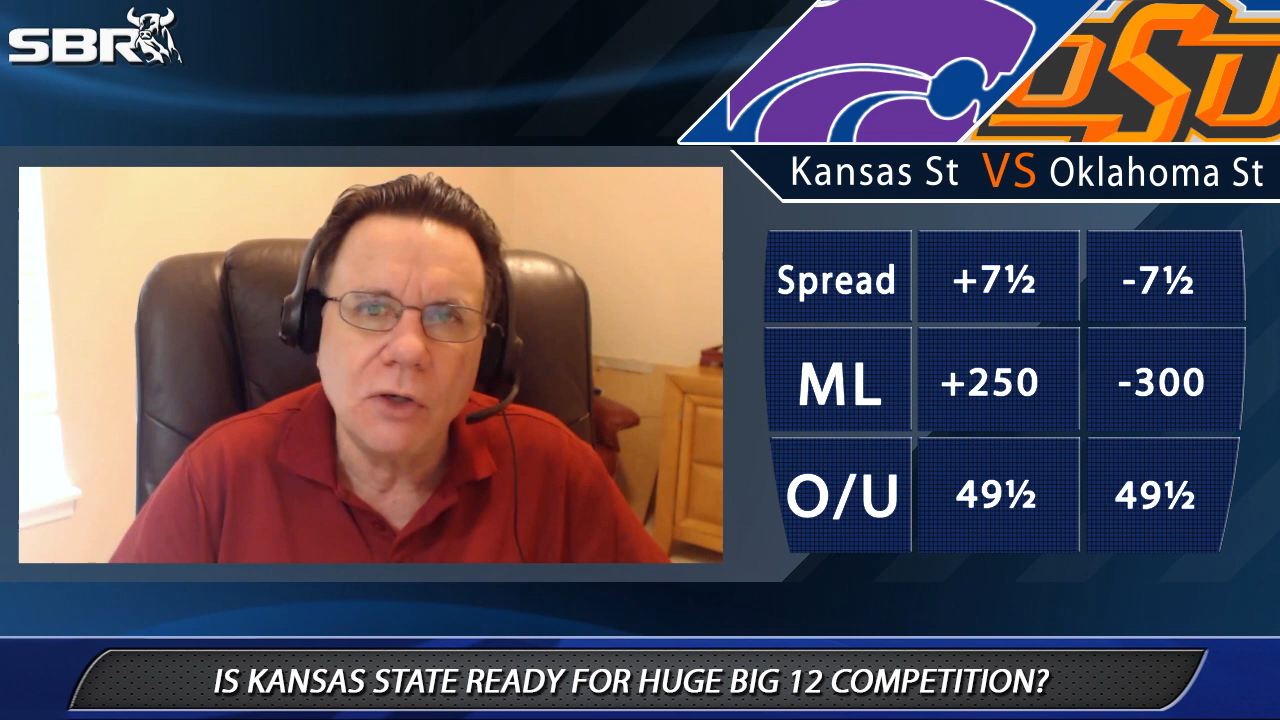 SBR
OSU
Kansas St VS Oklahoma St
Spread +7½ -7½
ML +250 -300
O/U 49½ 49½
IS KANSAS STATE READY FOR HUGE BIG 12 COMPETITION?